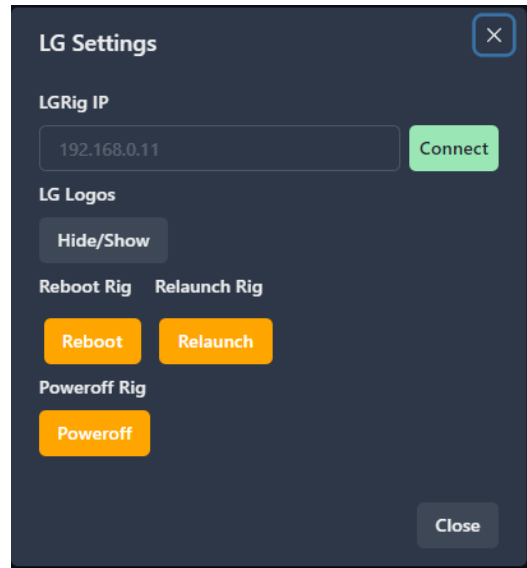 LG Settings
LGRig IP
192.168.0.11
Connect
LG Logos
Hide/Show
Reboot Rig Relaunch Rig
Reboot Relaunch
Poweroff Rig
Poweroff
Close